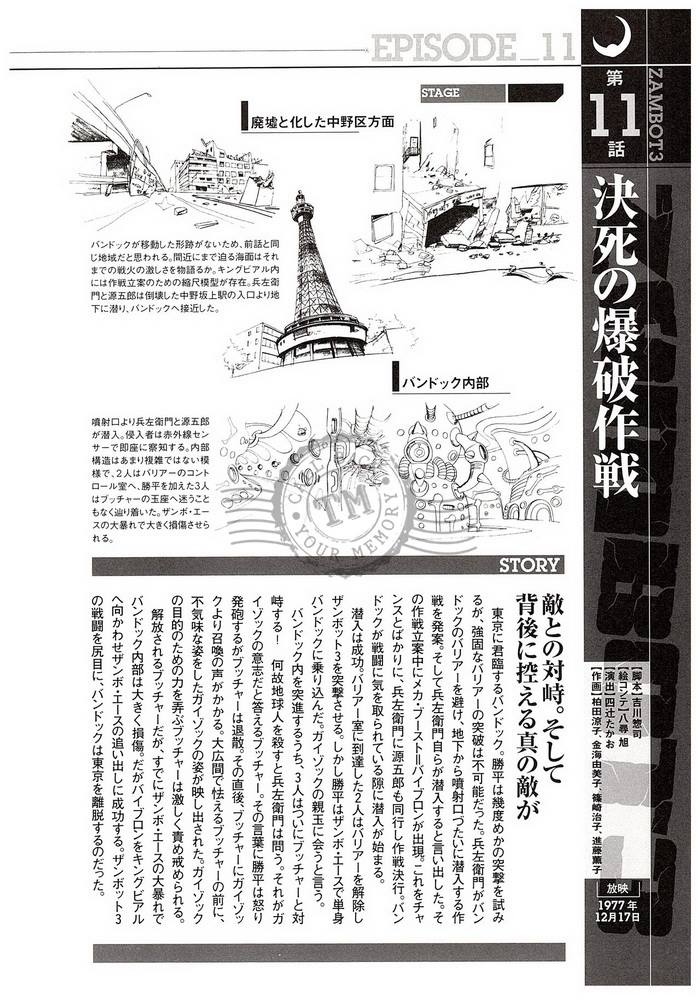 EPISODE_11
ZAMBOT3
第
11
話
決死の爆破作戦
【脚本】吉川惣司
【絵コンテ】八尋 旭
【演出】四辻たかお
【作画】柏田涼子、金海由美子、篠崎治子、進藤薫子
放映
1977年
12月17日
STAGE
廃墟と化した中野区方面
バンドックが移動した形跡がないため、前話と同
じ地域だと思われる。間近にまで迫る海面はそれ
までの戦火の激しさを物語るか。キングビアル内
には作戦立案のための縮尺模型が存在。兵左衛
門と源五郎は倒壊した中野坂上駅の入口より地
下に潜り、バンドックへ接近した。
バンドック内部
噴射口より兵左衛門と源五郎
が潜入。侵入者は赤外線セン
サーで即座に察知する。内部
構造はあまり複雑ではない模
様で、2人はバリアーのコント
ロール室へ、勝平を加えた3人
はブッチャーの玉座へ迷うこと
もなく辿り着いた。ザンボ・エー
スの大暴れで大きく損傷させら
れる。
TM
YOUR MEMORY
STORY
敵との対峙。そして
背後に控える真の敵が
東京に君臨するバンドック。勝平は幾度めかの突撃を試み
るが、強固なバリアーの突破は不可能だった。兵左衛門がバン
ドックのバリアーを避け、地下から噴射口づたいに潜入する作
戦を発案。そして兵左衛門自らが潜入すると言い出した。そ
の作戦立案中にメカ・ブースト＝バイブロンが出現。これをチャ
ンスとばかりに、兵左衛門に源五郎も同行し作戦決行。バン
ドックが戦闘に気を取られている隙に潜入が始まる。
潜入は成功。バリアー室に到達した2人はバリアーを解除し
ザンボット3を突撃させる。しかし勝平はザンボ・エースで単身
バンドックに乗り込んだ。ガイゾックの親玉に会うと言う。
バンドック内を突進するうち、3人はついにブッチャーと対
峙する！　何故地球人を殺すと兵左衛門は問う。それがガ
イゾックの意志だと答えるブッチャー。その言葉に勝平は怒り
発砲するがブッチャーは退散。その直後、ブッチャーにガイゾッ
クより召喚の声がかかる。大広間で怯えるブッチャーの前に、
不気味な姿をしたガイゾックの姿が映し出された。ガイゾック
の目的のための力を弄ぶブッチャーは激しく責め戒められる。
解放されるブッチャーだが、すでにザンボ・エースの大暴れで
バンドック内部は大きく損傷。だがバイブロンをキングビアル
へ向かわせザンボ・エースの追い出しに成功する。ザンボット3
の戦闘を尻目に、バンドックは東京を離脱するのだった。